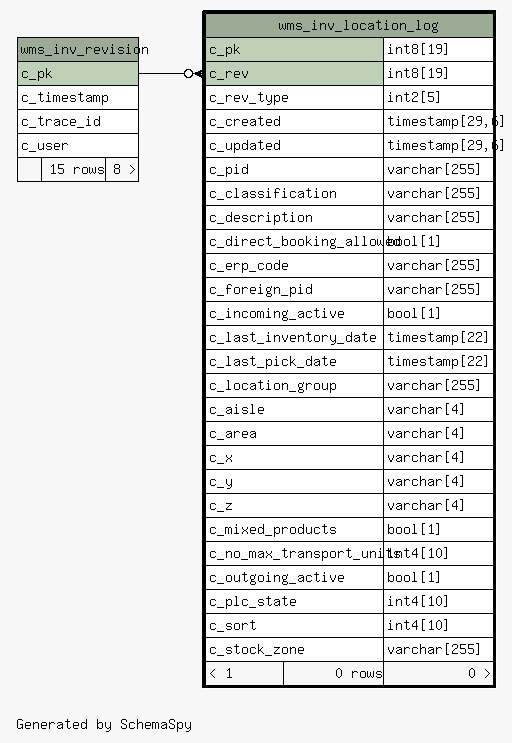 wms_inv_revision
c_pk
c_timestamp
c_trace_id
c_user
15 rows 8 >
wms_inv_location_log
c_pk int8[19]
c_rev int8[19]
c_rev_type int2[5]
c_created timestamp[29,6]
c_updated timestamp[29,6]
c_pid varchar[255]
c_classification varchar[255]
c_description varchar[255]
c_direct_booking_allowed bool[1]
c_erp_code varchar[255]
c_foreign_pid varchar[255]
c_incoming_active bool[1]
c_last_inventory_date timestamp[22]
c_last_pick_date timestamp[22]
c_location_group varchar[255]
c_aisle varchar[4]
c_area varchar[4]
c_x varchar[4]
c_y varchar[4]
c_z varchar[4]
c_mixed_products bool[1]
c_no_max_transport_units int4[10]
c_outgoing_active bool[1]
c_plc_state int4[10]
c_sort int4[10]
c_stock_zone varchar[255]
< 1 0 rows 0 >
Generated by SchemaSpy